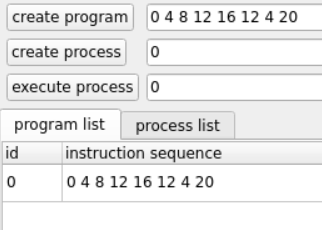 create program 0 4 8 12 16 12 4 20
create process 0
execute process 0
program list process list
id instruction sequence
0 0 4 8 12 16 12 4 20